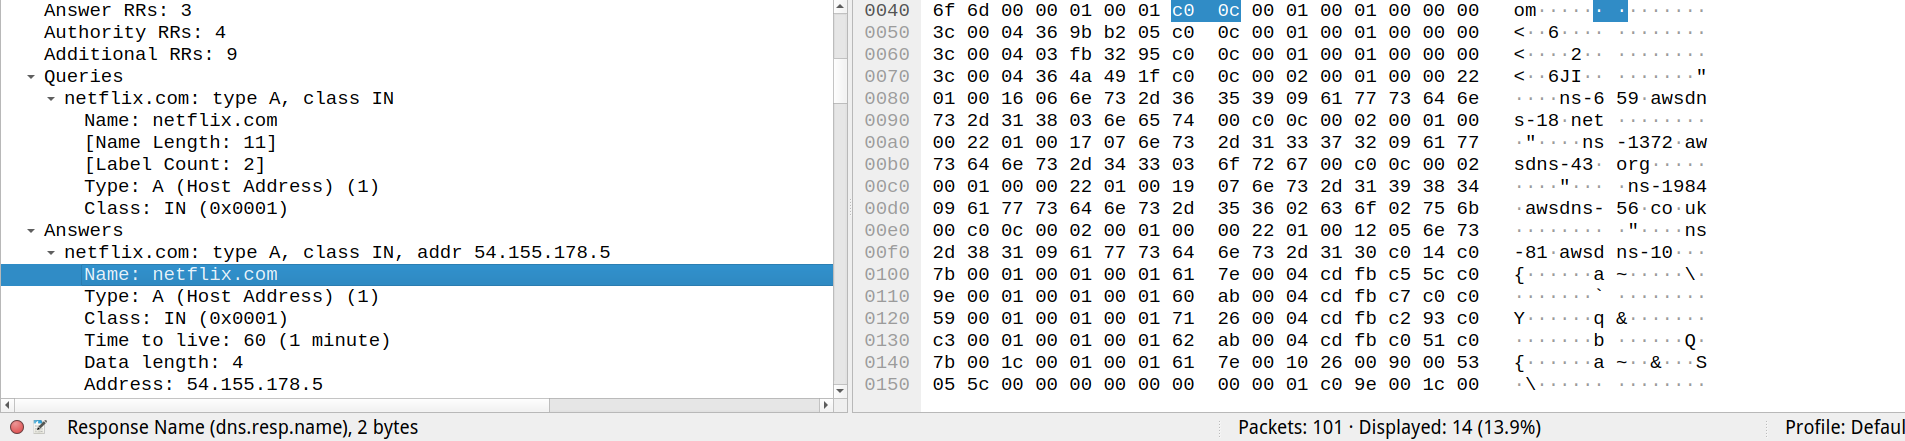 Answer RRs: 3
Authority RRs: 4
Additional RRs: 9
Queries
netflix.com: type A, class IN
Name: netflix.com
[Name Length: 11]
[Label Count: 2]
Type: A (Host Address) (1)
Class: IN (0x0001)
Answers
netflix.com: type A, class IN, addr 54.155.178.5
Name: netflix.com
Type: A (Host Address) (1)
Class: IN (0x0001)
Time to live: 60 (1 minute)
Data length: 4
Address: 54.155.178.5
0040 6f 6d 00 00 01 00 01 c0 0c 00 01 00 01 00 00 00 om·····​· ·······
0050 3c 00 04 36 9b b2 05 c0 0c 00 01 00 01 00 00 00 <··6···· ········
0060 3c 00 04 03 fb 32 95 c0 0c 00 01 00 01 00 00 00 <····2·· ········
0070 3c 00 04 36 4a 49 1f c0 0c 00 02 00 01 00 00 22 <··6JI·· ·······"
0080 01 00 16 06 6e 73 2d 36 35 39 09 61 77 73 64 6e ····ns-6 59·awsdn
0090 73 2d 31 38 03 6e 65 74 00 c0 0c 00 02 00 01 00 s-18·net ········
00a0 00 22 01 00 17 07 6e 73 2d 31 33 37 32 09 61 77 ·"····ns -1372·aw
00b0 73 64 6e 73 2d 34 33 03 6f 72 67 00 c0 0c 00 02 sdns-43· org·····
00c0 00 01 00 00 22 01 00 19 07 6e 73 2d 31 39 38 34 ····"··· ·ns-1984
00d0 09 61 77 73 64 6e 73 2d 35 36 02 63 6f 02 75 6b ·awsdns- 56·co·uk
00e0 00 c0 0c 00 02 00 01 00 00 22 01 00 12 05 6e 73 ········ ·"····ns
00f0 2d 38 31 09 61 77 73 64 6e 73 2d 31 30 c0 14 c0 -81·awsd ns-10···
0100 7b 00 01 00 01 00 01 61 7e 00 04 cd fb c5 5c c0 {······a ~·····\·
0110 9e 00 01 00 01 00 01 60 ab 00 04 cd fb c7 c0 c0 ·······` ········
0120 59 00 01 00 01 00 01 71 26 00 04 cd fb c2 93 c0 Y······q &·······
0130 c3 00 01 00 01 00 01 62 ab 00 04 cd fb c0 51 c0 ·······b ······Q·
0140 7b 00 1c 00 01 00 01 61 7e 00 10 26 00 90 00 53 {······a ~··&···S
0150 05 5c 00 00 00 00 00 00 00 00 01 c0 9e 00 1c 00 ·\······ ········
Response Name (dns.resp.name), 2 bytes
Packets: 101 · Displayed: 14 (13.9%)
Profile: Defaul